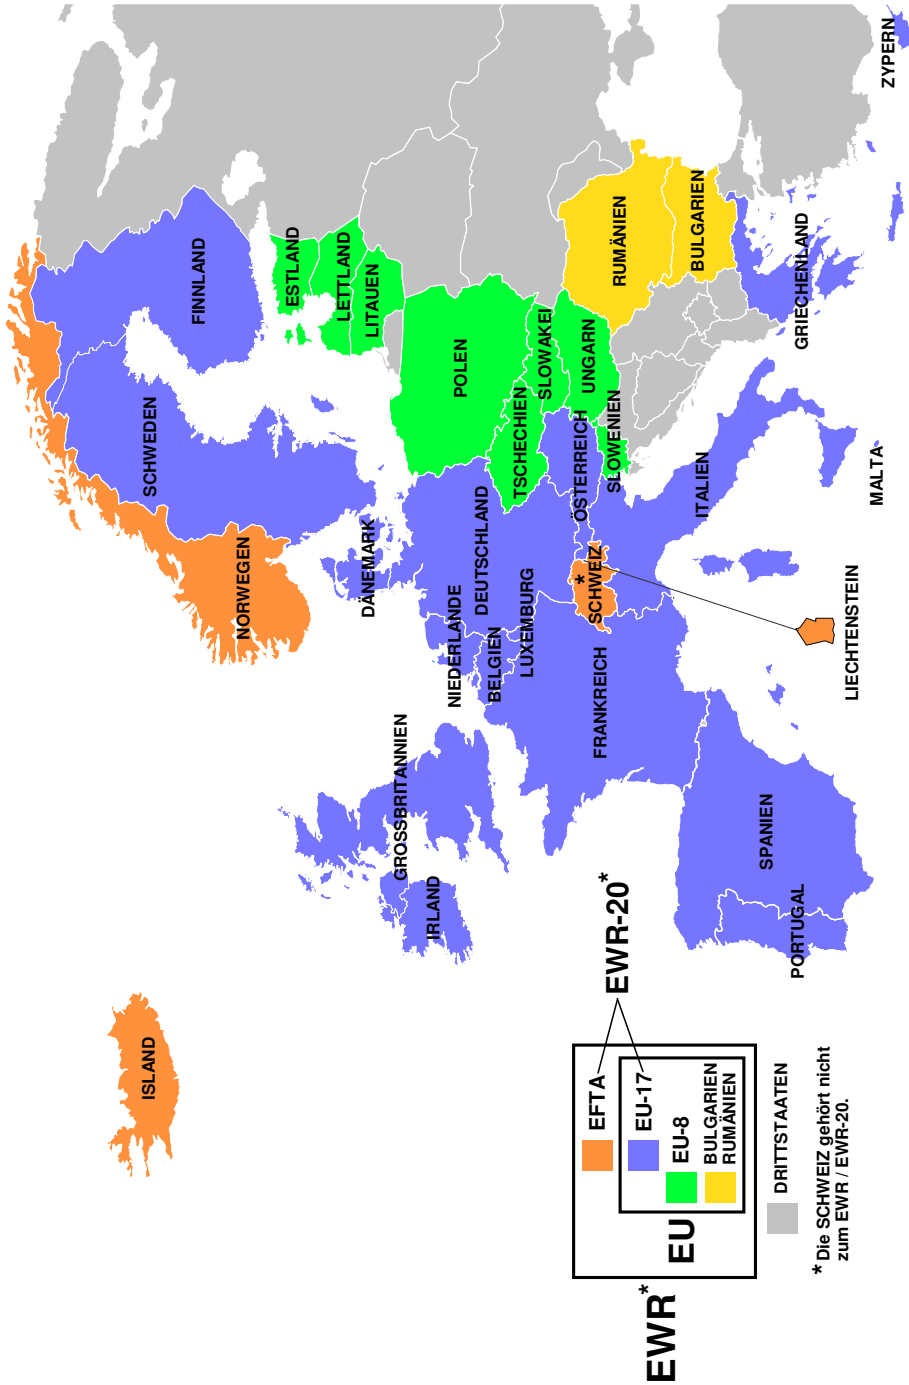 ISLAND
NORWEGEN
SCHWEDEN
FINNLAND
ESTLAND
LETTLAND
LITAUEN
DÄNEMARK
IRLAND
GROSSBRITANNIEN
NIEDERLANDE
BELGIEN
LUXEMBURG
DEUTSCHLAND
POLEN
TSCHECHIEN
SLOWAKEI
UNGARN
ÖSTERREICH
SLOWENIEN
*
SCHWEIZ
FRANKREICH
RUMÄNIEN
BULGARIEN
ITALIEN
SPANIEN
PORTUGAL
GRIECHENLAND
LIECHTENSTEIN
MALTA
ZYPERN
EWR*
EU
EFTA
EU-17
EU-8
BULGARIEN
RUMÄNIEN
EWR-20*
DRITTSTAATEN
* Die SCHWEIZ gehört nicht
zum EWR / EWR-20.